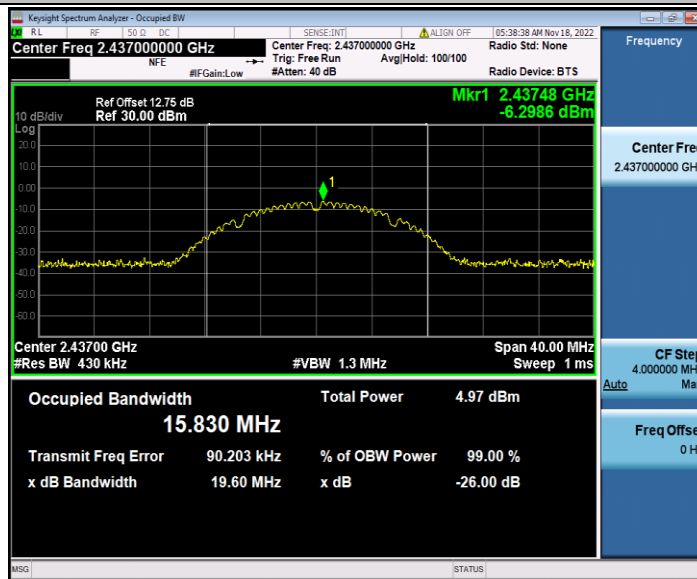 Keysight Spectrum Analyzer - Occupied BW
RL RF 50 Ω DC SENSE:INT ALIGN OFF 05:38:38 AM Nov 18, 2022
Center Freq 2.437000000 GHz
NFE
#IFGain:Low
Center Freq: 2.437000000 GHz
Trig: Free Run Avg|Hold: 100/100
#Atten: 40 dB
Radio Std: None
Radio Device: BTS
Frequency
Mkr1 2.43748 GHz
-6.2986 dBm
Ref Offset 12.75 dB
10 dB/div Ref 30.00 dBm
Log
20.0
10.0
0.00
-10.0
-20.0
-30.0
-40.0
-50.0
-60.0
1
Center 2.43700 GHz Span 40.00 MHz
#Res BW 430 kHz #VBW 1.3 MHz Sweep 1 ms
Occupied Bandwidth Total Power 4.97 dBm
15.830 MHz
Transmit Freq Error 90.203 kHz % of OBW Power 99.00 %
x dB Bandwidth 19.60 MHz x dB -26.00 dB
Center Fre
2.437000000 GH
CF Step
4.000000 MH
Auto Ma
Freq Offse
0 H
MSG STATUS